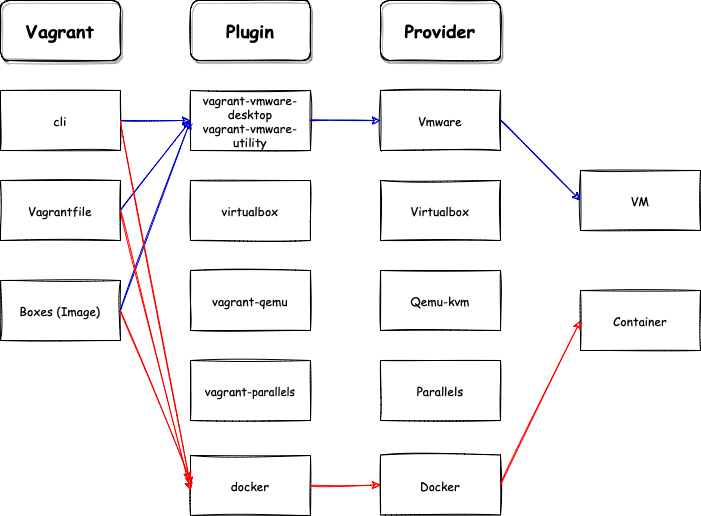 Vagrant
Plugin
Provider
cli
vagrant-vmware-
desktop
vagrant-vmware-
utility
Vmware
VM
Vagrantfile
virtualbox
Virtualbox
Boxes (Image)
vagrant-qemu
Qemu-kvm
Container
vagrant-parallels
Parallels
docker
Docker